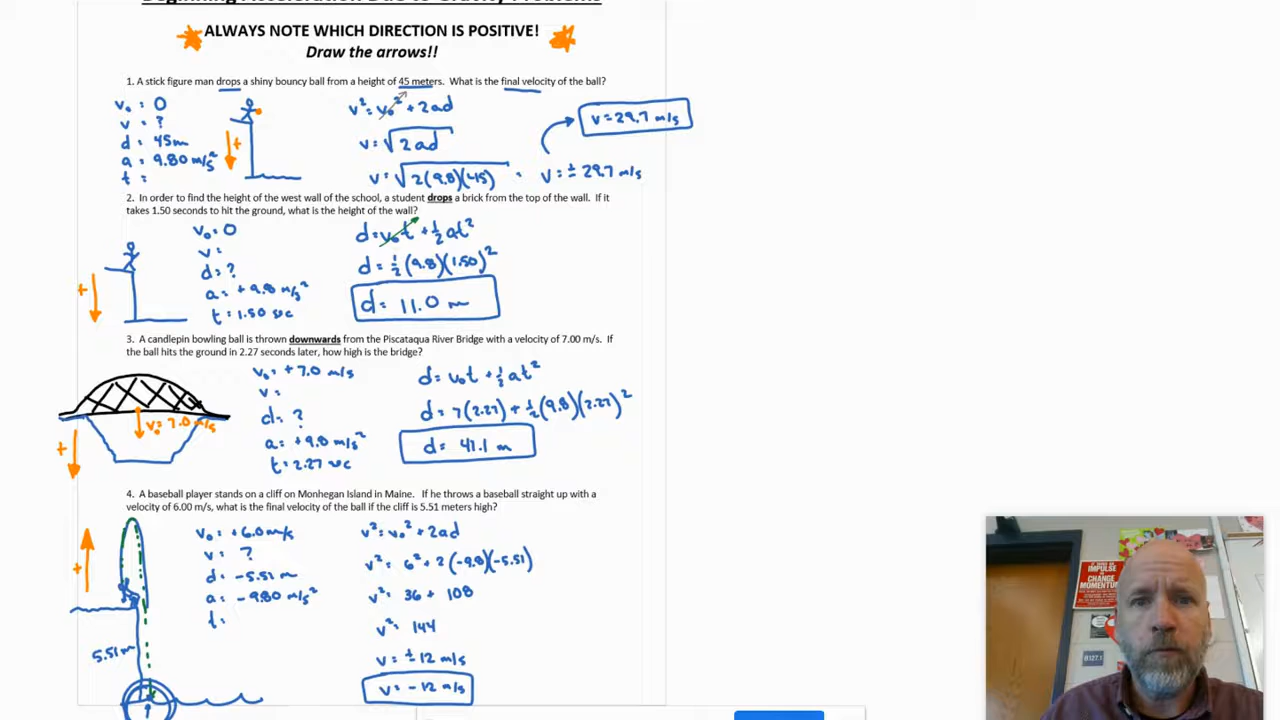 Beginning Acceleration Due to Gravity Problems
ALWAYS NOTE WHICH DIRECTION IS POSITIVE!
Draw the arrows!!
1. A stick figure man drops a shiny bouncy ball from a height of 45 meters. What is the final velocity of the ball?
v₀ = 0
v = ?
d = 45m
a = 9.80 m/s²
t =
+
v² = v₀² + 2ad
v = √2ad
v = √2(9.8)(45) = v = ± 29.7 m/s
v = 29.7 m/s
2. In order to find the height of the west wall of the school, a student drops a brick from the top of the wall. If it
takes 1.50 seconds to hit the ground, what is the height of the wall?
+
v₀ = 0
v =
d = ?
a = +9.8 m/s²
t = 1.50 sec
d = v₀t + ½at²
d = ½(9.8)(1.50)²
d = 11.0 m
3. A candlepin bowling ball is thrown downwards from the Piscataqua River Bridge with a velocity of 7.00 m/s. If
the ball hits the ground in 2.27 seconds later, how high is the bridge?
v₀ = 7.0 m/s
+
v₀ = +7.0 m/s
v =
d = ?
a = +9.8 m/s²
t = 2.27 sec
d = v₀t + ½at²
d = 7(2.27) + ½(9.8)(2.27)²
d = 41.1 m
4. A baseball player stands on a cliff on Monhegan Island in Maine. If he throws a baseball straight up with a
velocity of 6.00 m/s, what is the final velocity of the ball if the cliff is 5.51 meters high?
+
5.51m
v₀ = +6.0 m/s
v = ?
d = -5.51 m
a = -9.80 m/s²
t =
v² = v₀² + 2ad
v² = 6² + 2(-9.8)(-5.51)
v² = 36 + 108
v² = 144
v = ±12 m/s
v = -12 m/s
IMPULSE
CHANGE
MOMENTUM